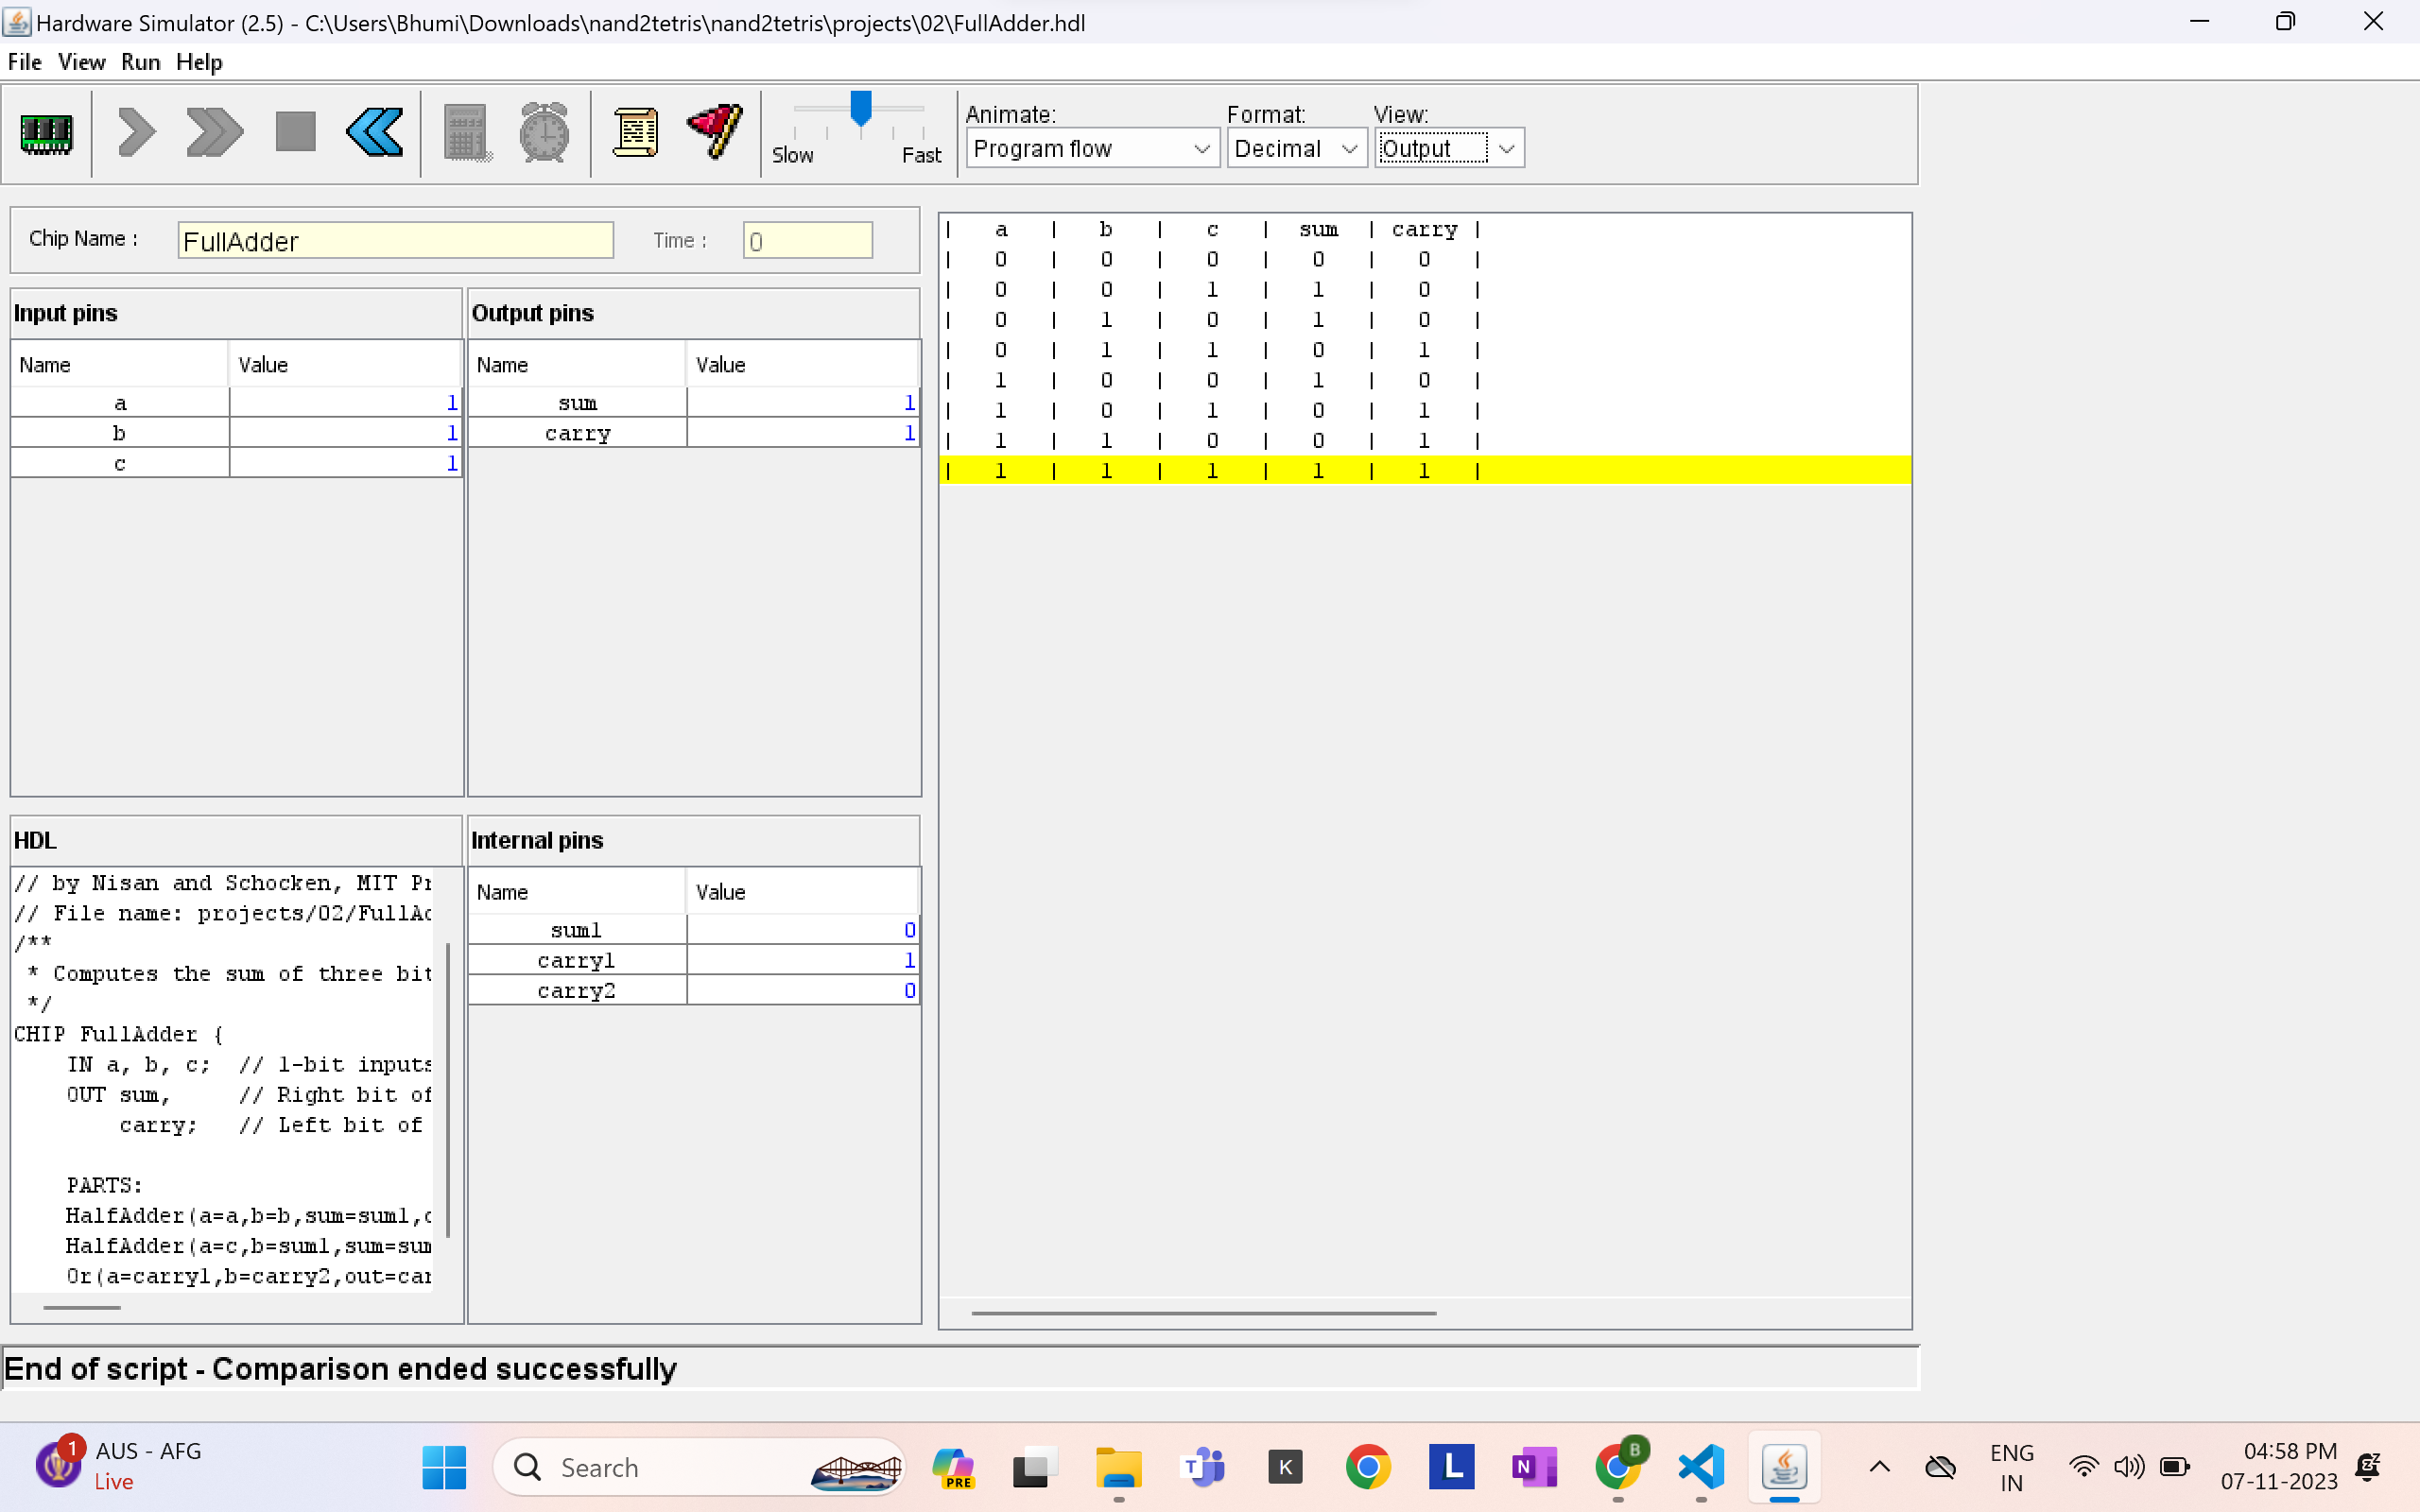 Hardware Simulator (2.5) - C:\Users\Bhumi\Downloads\nand2tetris\nand2tetris\projects\02\FullAdder.hdl
File View Run Help
Slow Fast
Animate: Format: View:
Program flow Decimal Output
Chip Name : FullAdder Time : 0
Input pins
Name Value
a 1
b 1
c 1
Output pins
Name Value
sum 1
carry 1
HDL
// by Nisan and Schocken, MIT Pr
// File name: projects/02/FullAd
/**
* Computes the sum of three bit
*/
CHIP FullAdder {
IN a, b, c; // 1-bit inputs
OUT sum, // Right bit of
carry; // Left bit of
PARTS:
HalfAdder(a=a,b=b,sum=sum1,c
HalfAdder(a=c,b=sum1,sum=sum
Or(a=carry1,b=carry2,out=car
Internal pins
Name Value
sum1 0
carry1 1
carry2 0
| a | b | c | sum | carry |
| 0 | 0 | 0 | 0 | 0 |
| 0 | 0 | 1 | 1 | 0 |
| 0 | 1 | 0 | 1 | 0 |
| 0 | 1 | 1 | 0 | 1 |
| 1 | 0 | 0 | 1 | 0 |
| 1 | 0 | 1 | 0 | 1 |
| 1 | 1 | 0 | 0 | 1 |
| 1 | 1 | 1 | 1 | 1 |
End of script - Comparison ended successfully
1
AUS - AFG
Live
Search
PRE
T
K
L
N
B
ENG
IN
04:58 PM
07-11-2023